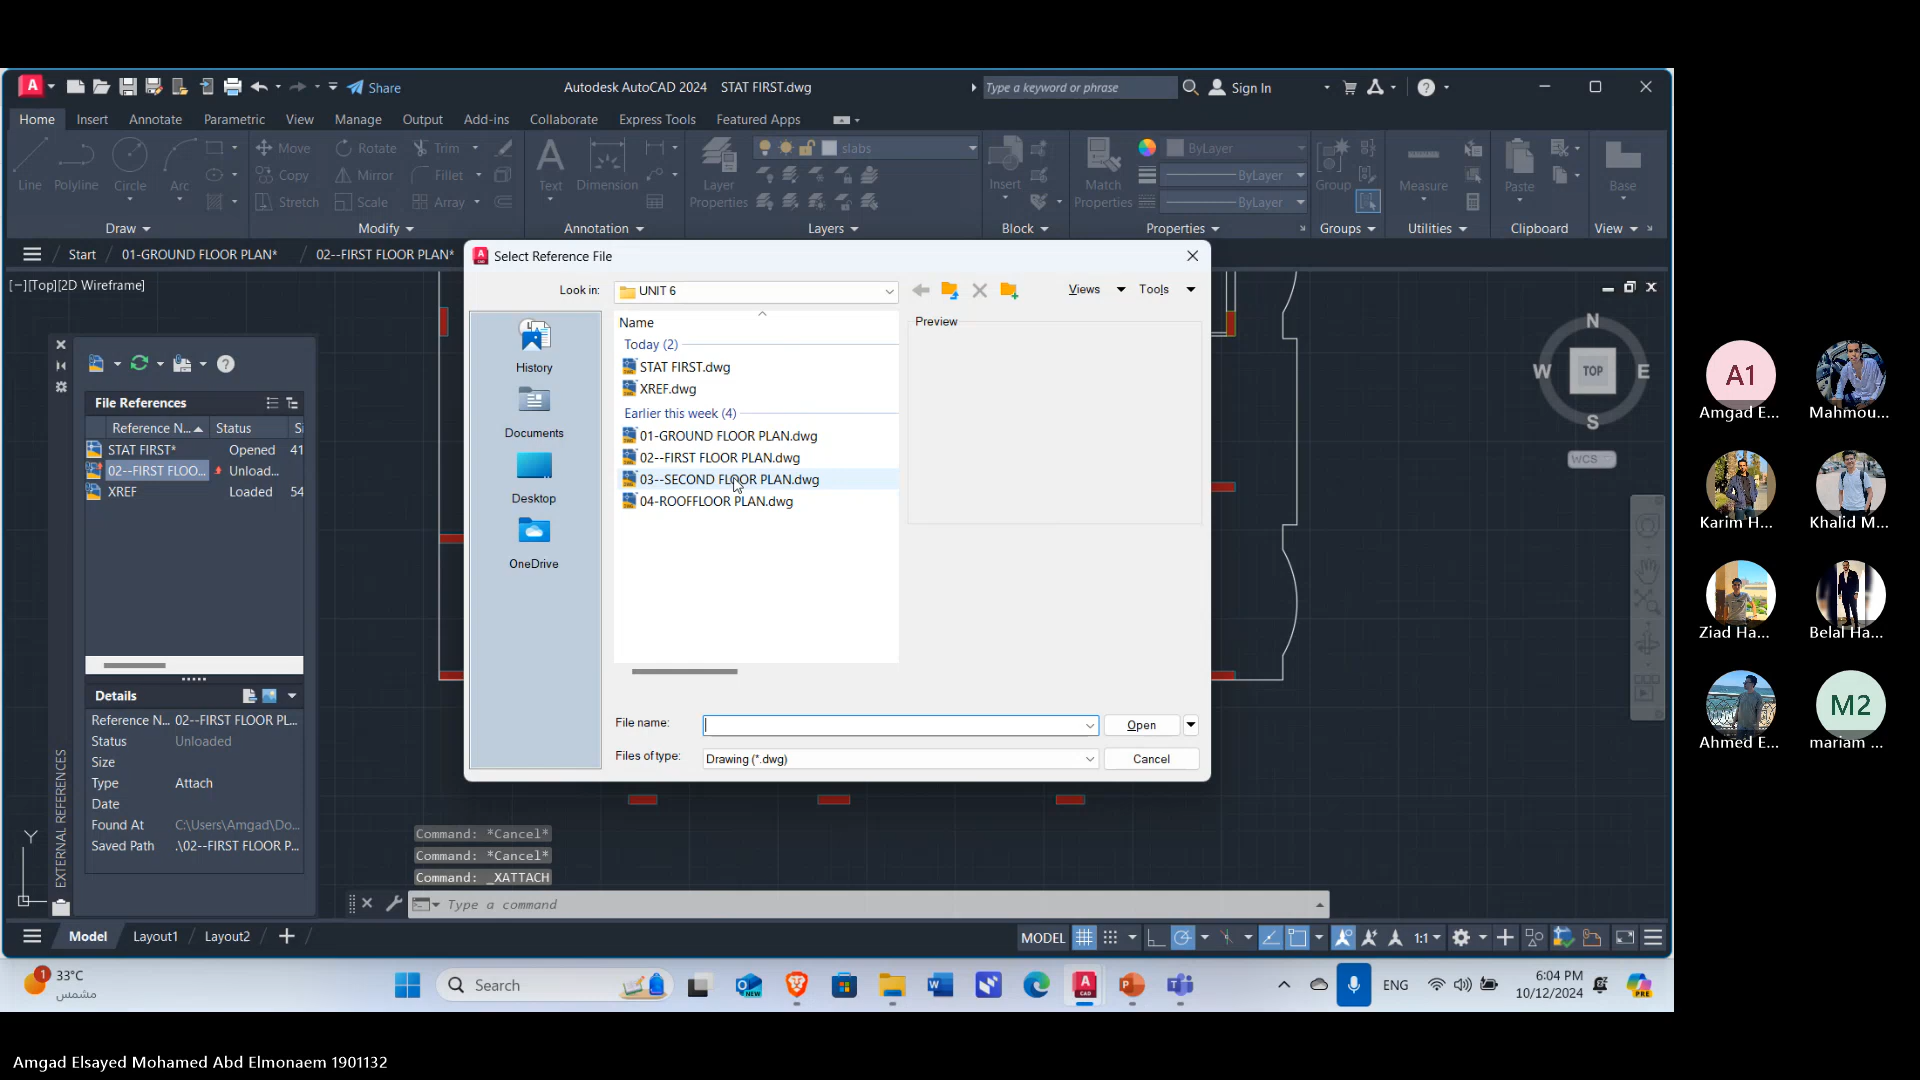 Share
Autodesk AutoCAD 2024 STAT FIRST.dwg
Type a keyword or phrase
Sign In
Home Insert Annotate Parametric View Manage Output Add-ins Collaborate Express Tools Featured Apps
Line Polyline Circle Arc
Move Rotate Trim
Copy Mirror Fillet
Stretch Scale Array
Text Dimension
Layer Properties
slabs
Insert
Match Properties
ByLayer
ByLayer
ByLayer
Group
Measure
Paste
Base
Draw Modify Annotation Layers Block Properties Groups Utilities Clipboard View
Start 01-GROUND FLOOR PLAN* 02--FIRST FLOOR PLAN*
[−][Top][2D Wireframe]
Select Reference File
Look in: UNIT 6
Views Tools
History
Documents
Desktop
OneDrive
Name
Today (2)
STAT FIRST.dwg
XREF.dwg
Earlier this week (4)
01-GROUND FLOOR PLAN.dwg
02--FIRST FLOOR PLAN.dwg
03--SECOND FLOOR PLAN.dwg
04-ROOFFLOOR PLAN.dwg
Preview
File name:
Open
Files of type: Drawing (*.dwg)
Cancel
File References
Reference N... Status Si
STAT FIRST* Opened 41
02--FIRST FLOO... Unload...
XREF Loaded 54
Details
Reference N... 02--FIRST FLOOR PL...
Status Unloaded
Size
Type Attach
Date
Found At C:\Users\Amgad\Do...
Saved Path .\02--FIRST FLOOR P...
EXTERNAL REFERENCES
Y
N
W TOP E
S
WCS
Command: *Cancel*
Command: *Cancel*
Command: _XATTACH
Type a command
Model Layout1 Layout2
MODEL
1:1
1
33°C
مشمس
Search
NEW
ENG
6:04 PM
10/12/2024
PRE
A1
Amgad E...
Mahmou...
Karim H...
Khalid M...
Ziad Ha...
Belal Ha...
Ahmed E...
M2
mariam ...
Amgad Elsayed Mohamed Abd Elmonaem 1901132